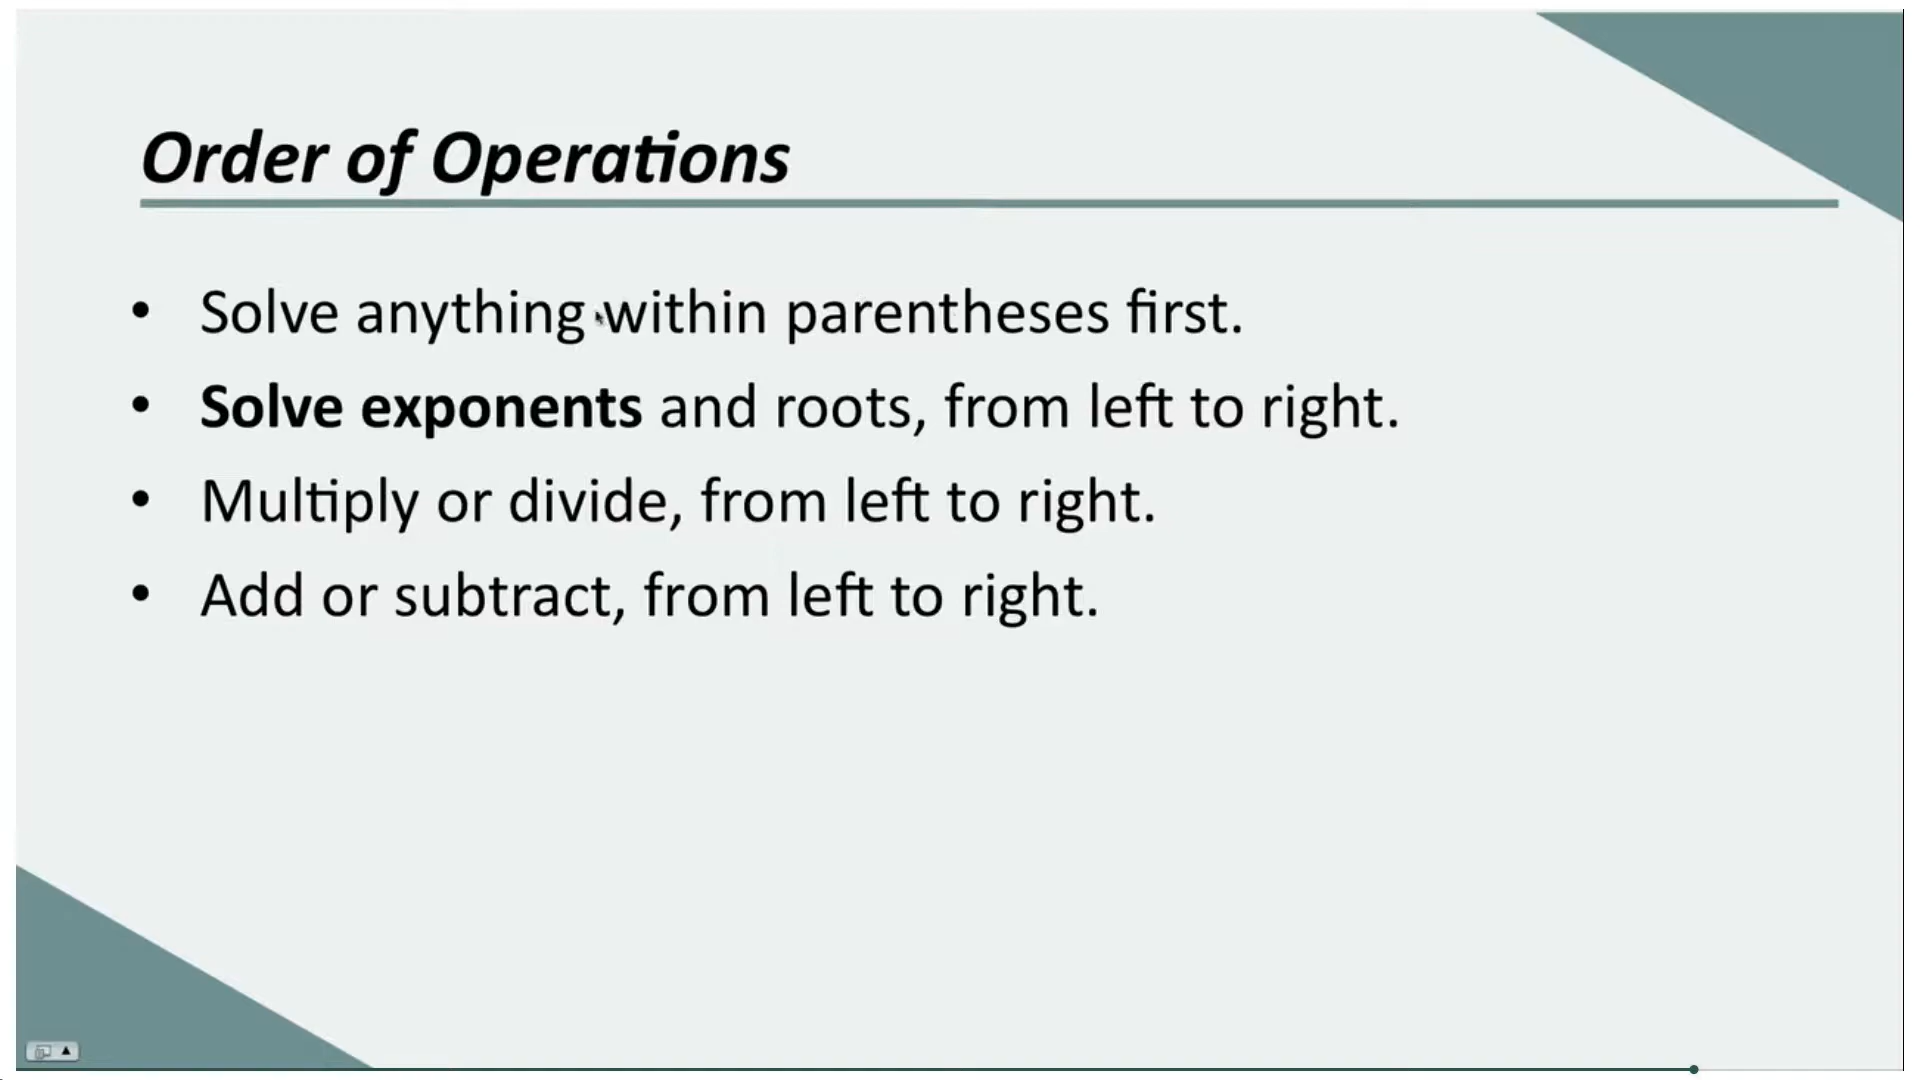 Order of Operations
• Solve anything within parentheses first.
• Solve exponents and roots, from left to right.
• Multiply or divide, from left to right.
• Add or subtract, from left to right.